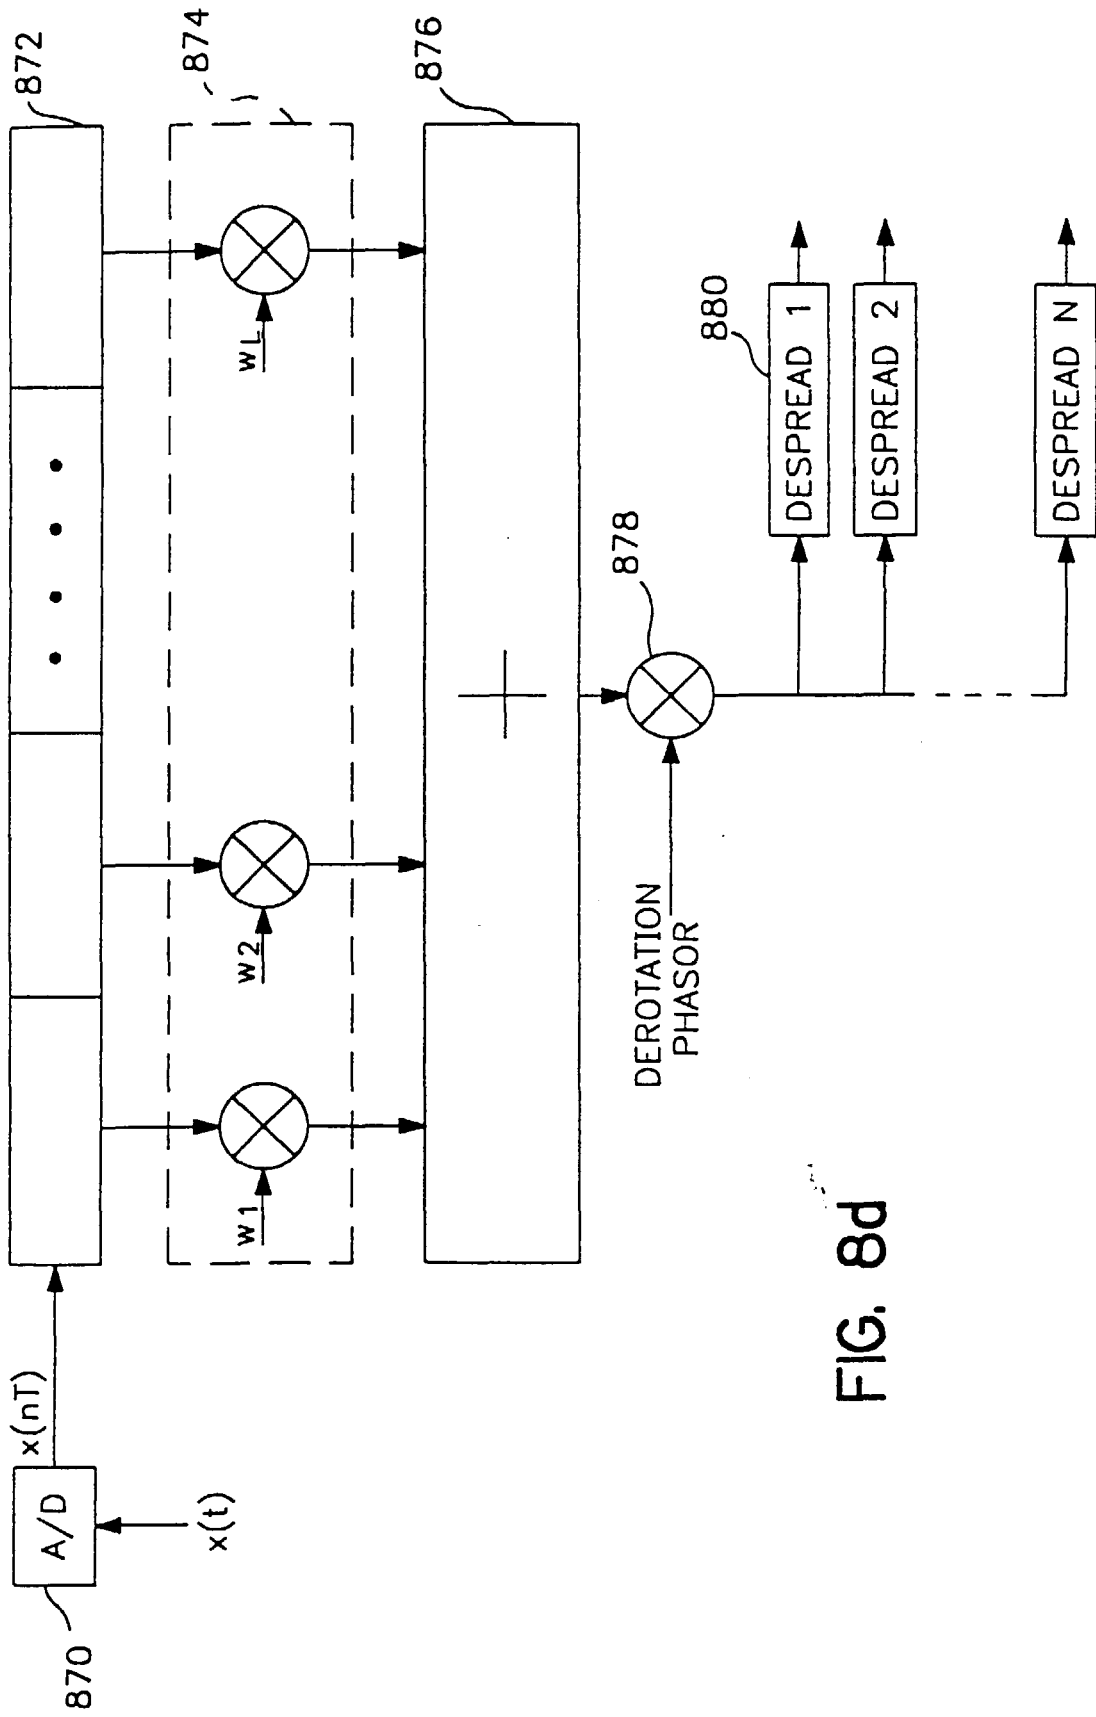 872
874
876
x(nT)
A/D
x(t)
870
w1
w2
wL
+
878
DEROTATION
PHASOR
880
DESPREAD 1
DESPREAD 2
DESPREAD N
FIG. 8d